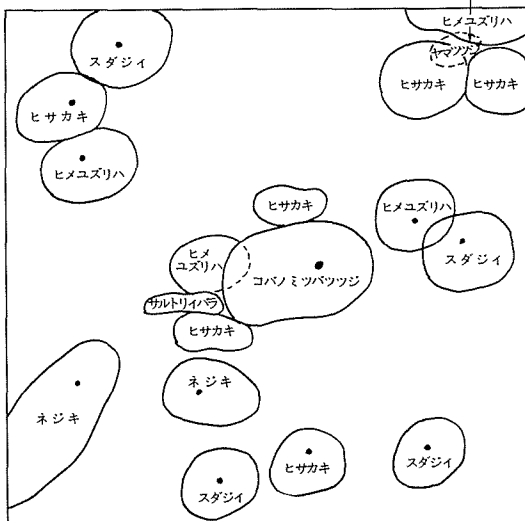 ヒメユズリハ
スダジイ
ヤマツツジ
ヒサカキ
ヒサカキ
ヒサカキ
ヒメユズリハ
ヒサカキ
ヒメユズリハ
ヒメ
ユズリハ
スダジイ
コバノミツバツツジ
サルトリイバラ
ヒサカキ
ネジキ
ネジキ
スダジイ
ヒサカキ
スダジイ